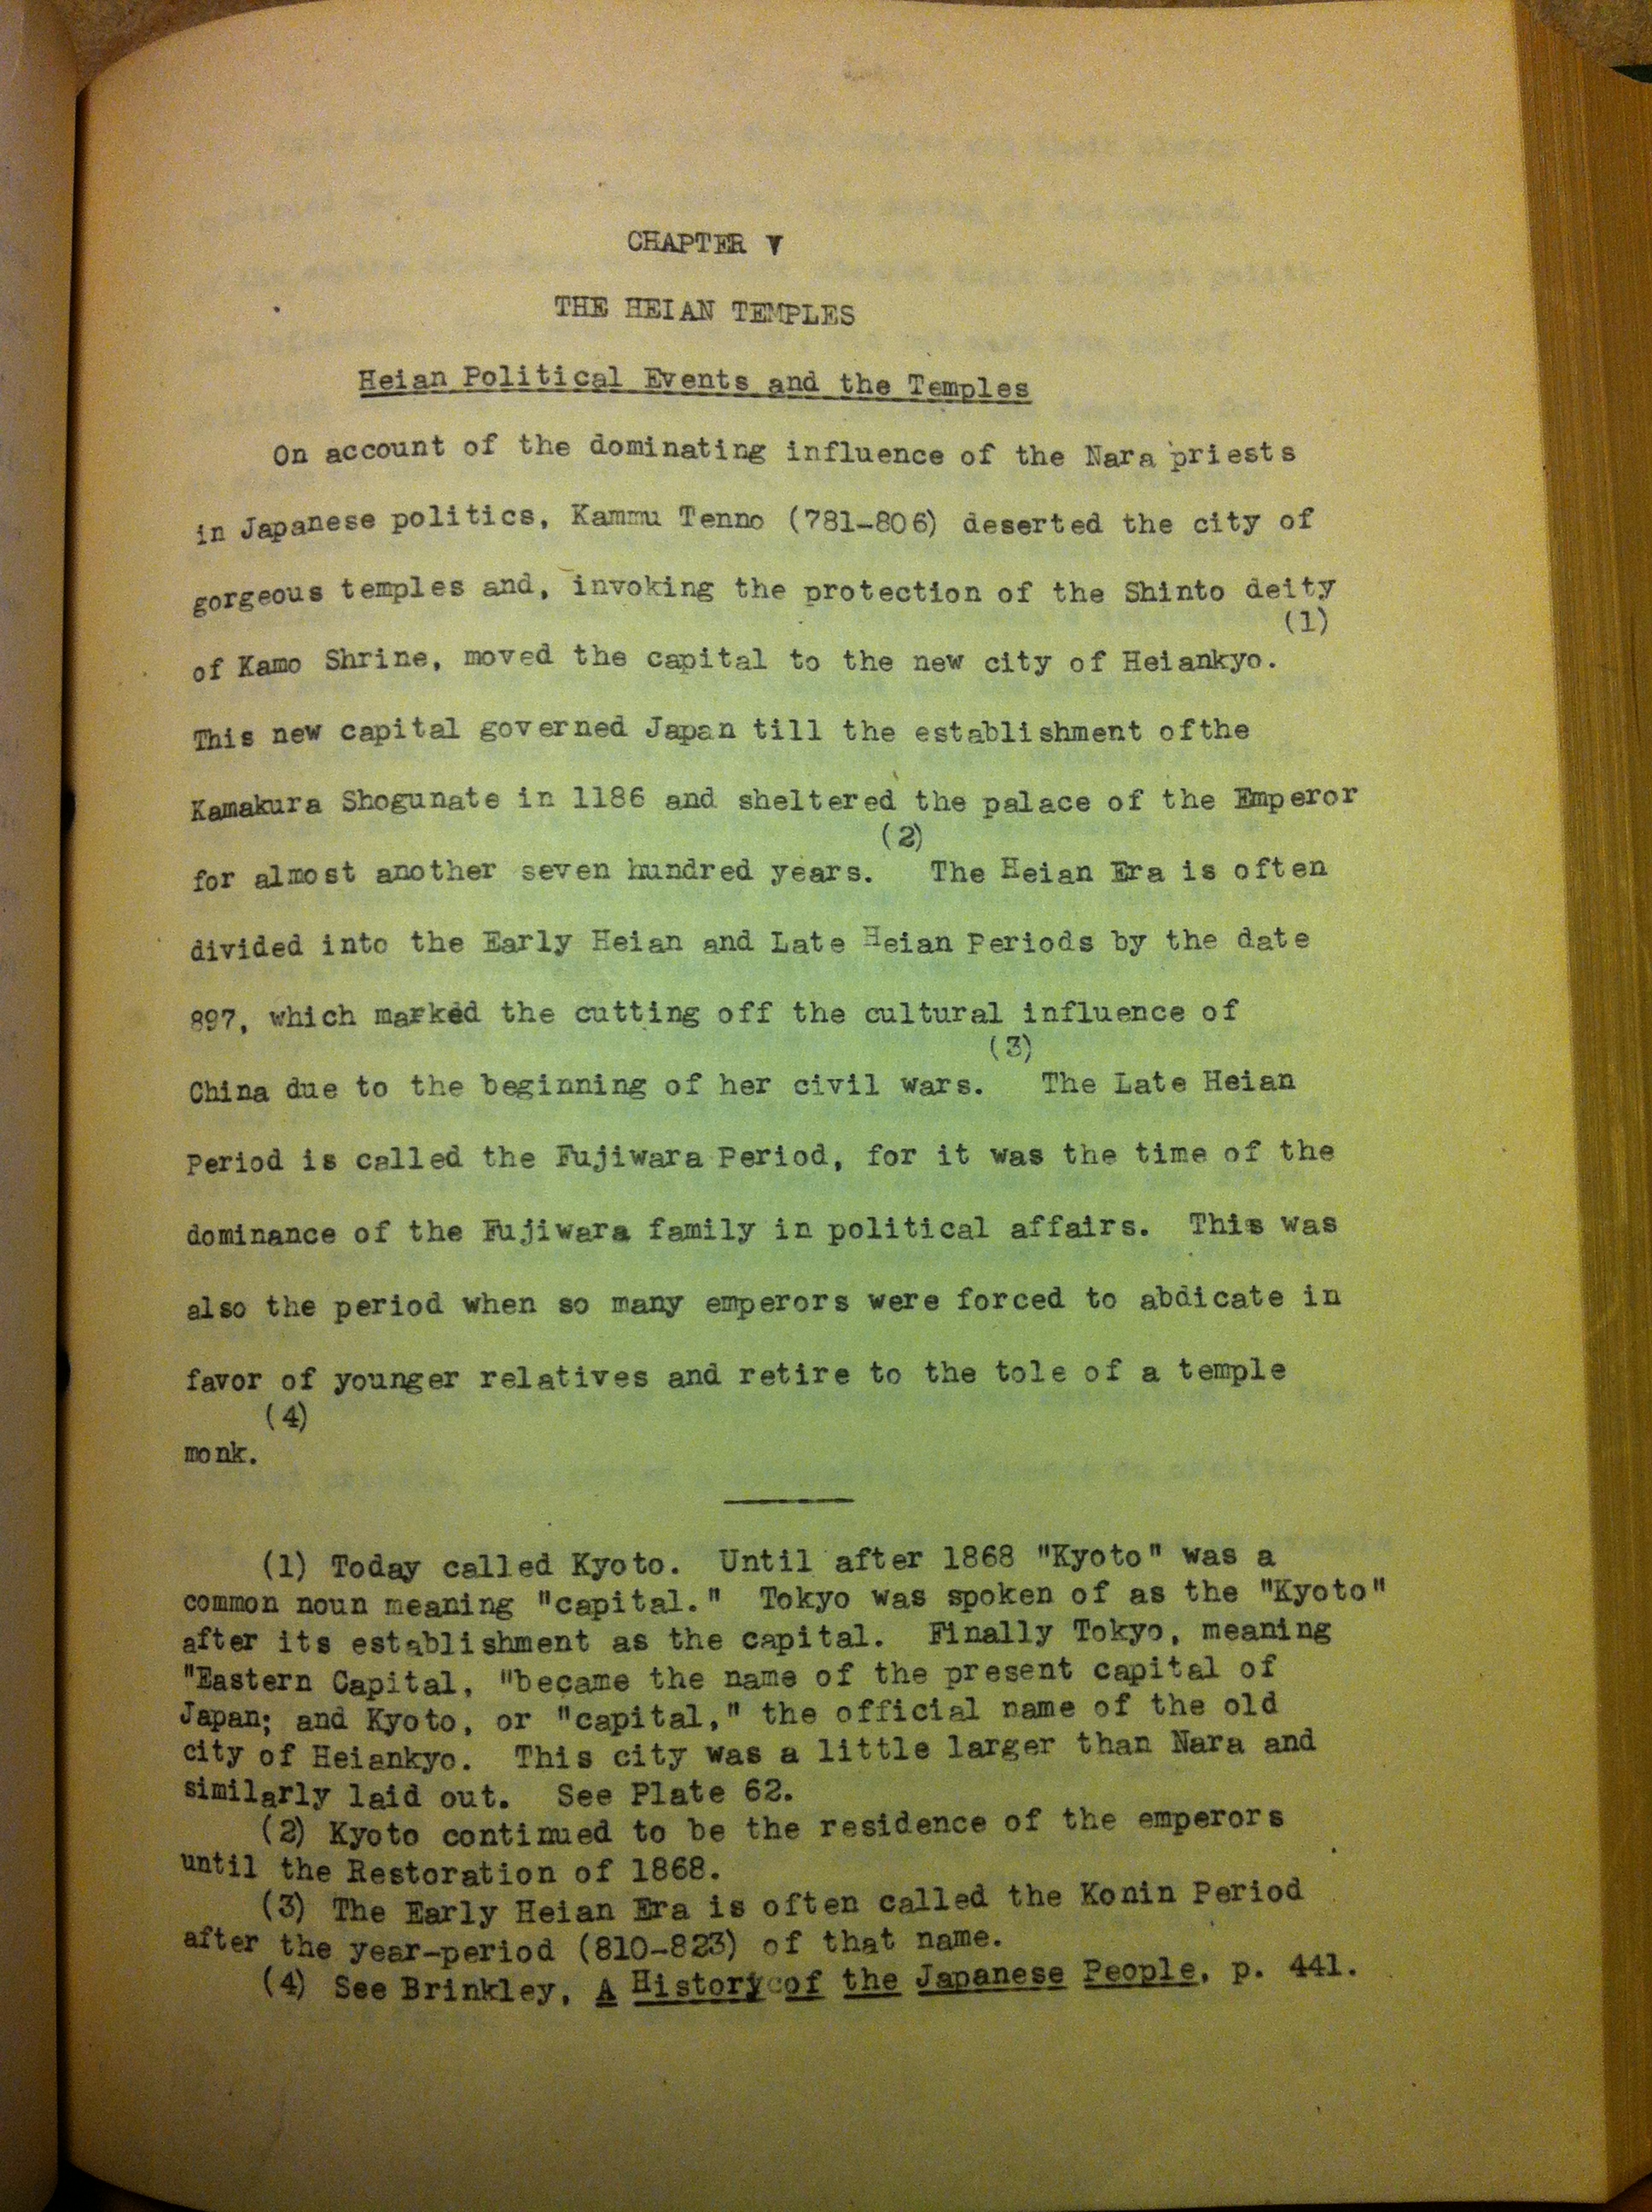 CHAPTER V
THE HEIAN TEMPLES
Heian Political Events and the Temples
On account of the dominating influence of the Nara priests
in Japanese politics, Kammu Tenno (781-806) deserted the city of
gorgeous temples and, invoking the protection of the Shinto deity
(1)
of Kamo Shrine, moved the capital to the new city of Heiankyo.
This new capital governed Japan till the establishment ofthe
Kamakura Shogunate in 1186 and sheltered the palace of the Emperor
(2)
for almost another seven hundred years. The Heian Era is often
divided into the Early Heian and Late Heian Periods by the date
897, which marked the cutting off the cultural influence of
(3)
China due to the beginning of her civil wars. The Late Heian
Period is called the Fujiwara Period, for it was the time of the
dominance of the Fujiwara family in political affairs. This was
also the period when so many emperors were forced to abdicate in
favor of younger relatives and retire to the tole of a temple
(4)
monk.
(1) Today called Kyoto. Until after 1868 "Kyoto" was a
common noun meaning "capital." Tokyo was spoken of as the "Kyoto"
after its establishment as the capital. Finally Tokyo, meaning
"Eastern Capital, "became the name of the present capital of
Japan; and Kyoto, or "capital," the official name of the old
city of Heiankyo. This city was a little larger than Nara and
similarly laid out. See Plate 62.
(2) Kyoto continued to be the residence of the emperors
until the Restoration of 1868.
(3) The Early Heian Era is often called the Konin Period
after the year-period (810-823) of that name.
(4) See Brinkley, A History of the Japanese People, p. 441.